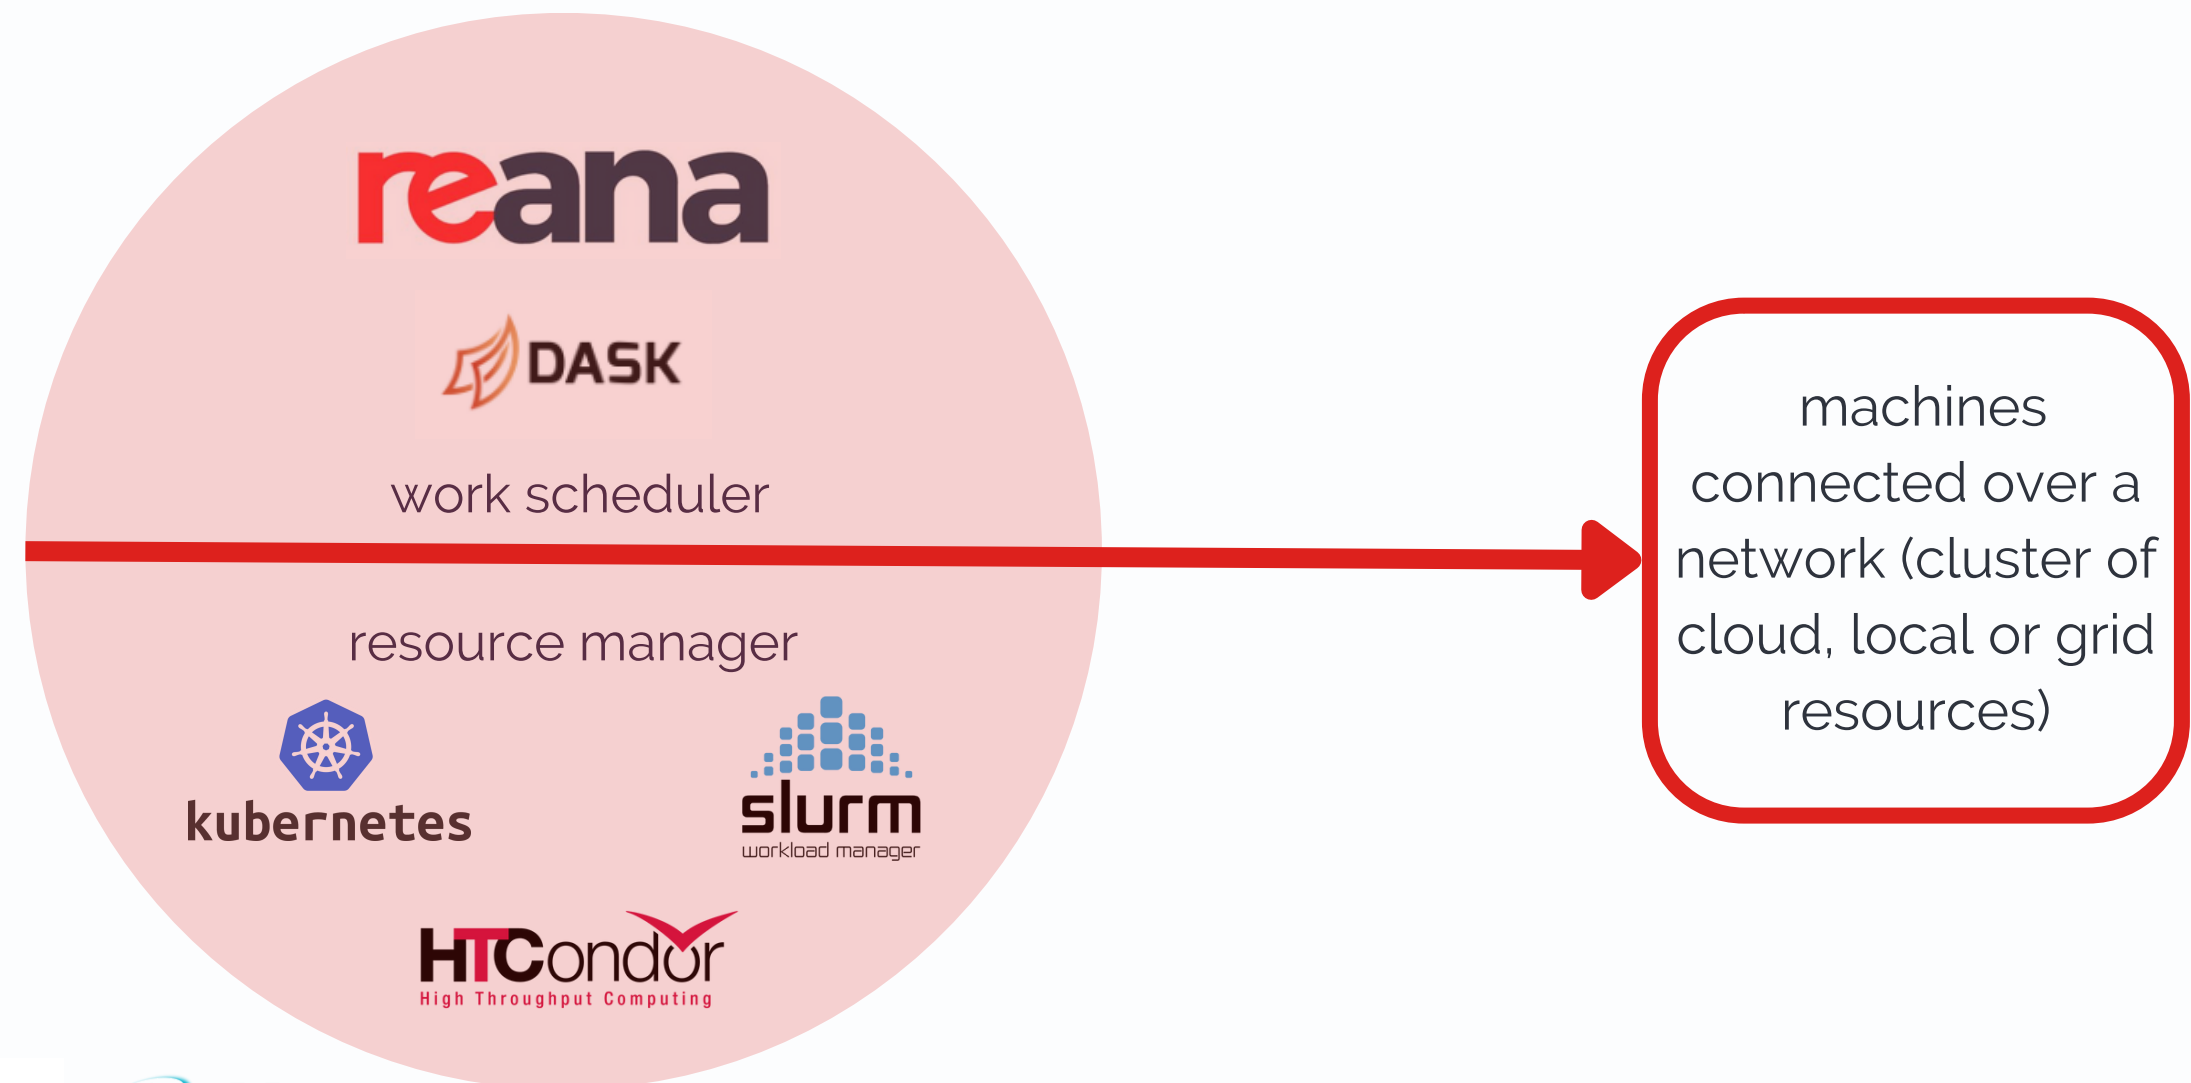 reana
DASK
work scheduler
resource manager
kubernetes
slurm
workload manager
HTCondor
High Throughput Computing
machines
connected over a
network (cluster of
cloud, local or grid
resources)